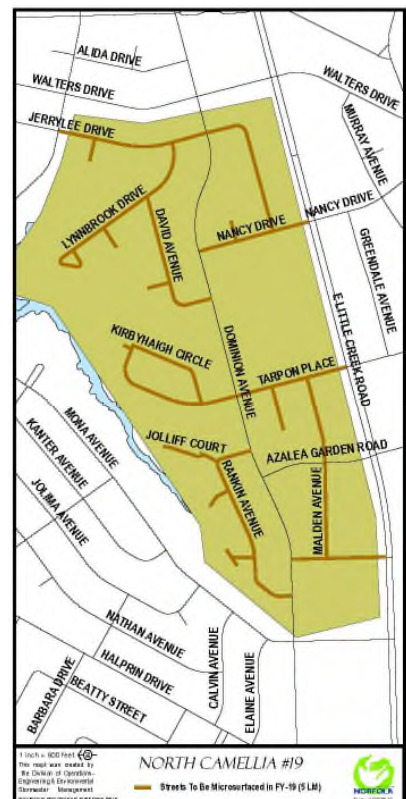 ALIDA DRIVE
WALTERS DRIVE
WALTERS DRIVE
JERRYLEE DRIVE
MURRAY AVENUE
LYNNBROOK DRIVE
DAVID AVENUE
NANCY DRIVE
NANCY DRIVE
GREENDALE AVENUE
KIRBYHAIGH CIRCLE
DOMINION AVENUE
TARPON PLACE
E LITTLE CREEK ROAD
MONA AVENUE
KANTER AVENUE
JOLIMA AVENUE
JOLLIFF COURT
RANKIN AVENUE
AZALEA GARDEN ROAD
MALDEN AVENUE
NATHAN AVENUE
HALPRIN DRIVE
BEATTY STREET
BARBARA DRIVE
CALVIN AVENUE
ELAINE AVENUE
1 inch = 600 feet
This map was created by
the Division of Operations-
Engineering & Environmental
Stormwater Management
NORTH CAMELLIA #19
Streets To Be Microsurfaced in FY-19 (5 LM)
NORFOLK